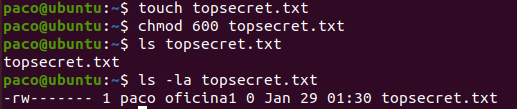 paco@ubuntu:~$ touch topsecret.txt
paco@ubuntu:~$ chmod 600 topsecret.txt
paco@ubuntu:~$ ls topsecret.txt
topsecret.txt
paco@ubuntu:~$ ls -la topsecret.txt
-rw------- 1 paco oficina1 0 Jan 29 01:30 topsecret.txt